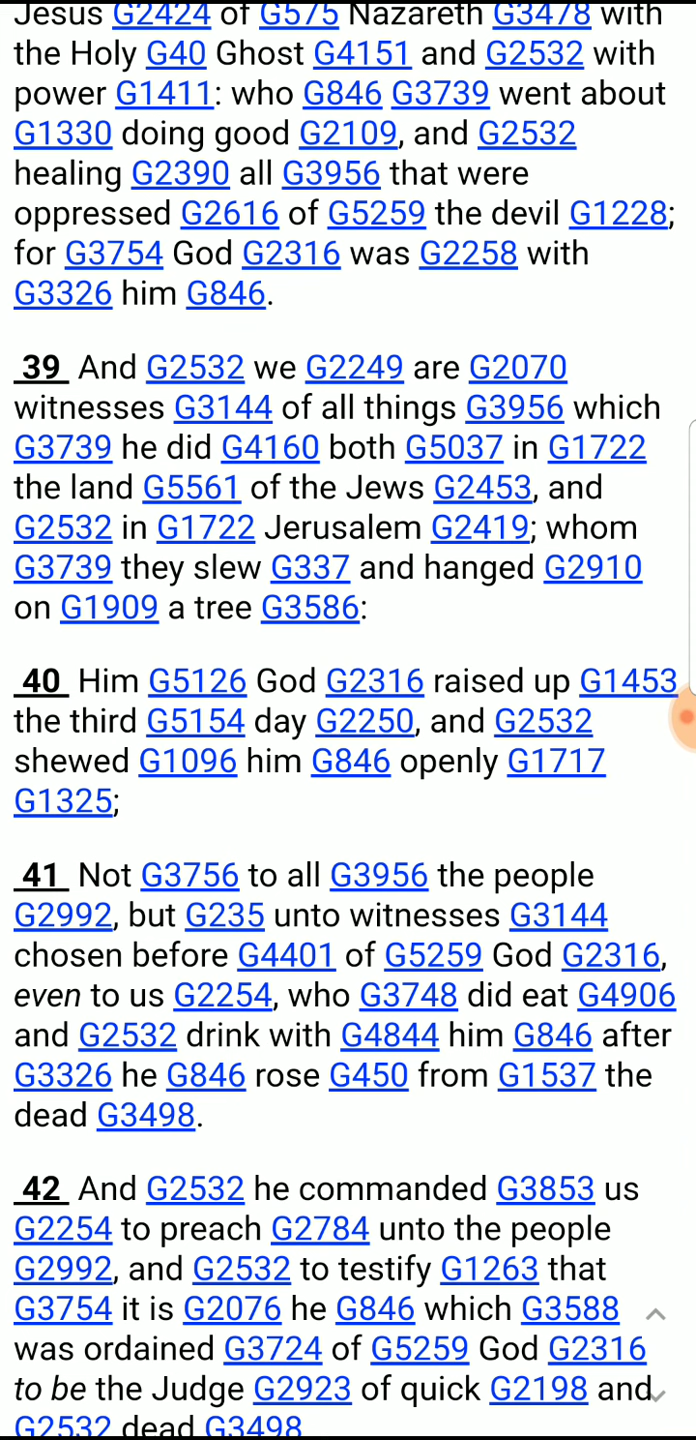 Jesus G2424 of G575 Nazareth G3478 with
the Holy G40 Ghost G4151 and G2532 with
power G1411: who G846 G3739 went about
G1330 doing good G2109, and G2532
healing G2390 all G3956 that were
oppressed G2616 of G5259 the devil G1228;
for G3754 God G2316 was G2258 with
G3326 him G846.
39 And G2532 we G2249 are G2070
witnesses G3144 of all things G3956 which
G3739 he did G4160 both G5037 in G1722
the land G5561 of the Jews G2453, and
G2532 in G1722 Jerusalem G2419; whom
G3739 they slew G337 and hanged G2910
on G1909 a tree G3586:
40 Him G5126 God G2316 raised up G1453
the third G5154 day G2250, and G2532
shewed G1096 him G846 openly G1717
G1325;
41 Not G3756 to all G3956 the people
G2992, but G235 unto witnesses G3144
chosen before G4401 of G5259 God G2316,
even to us G2254, who G3748 did eat G4906
and G2532 drink with G4844 him G846 after
G3326 he G846 rose G450 from G1537 the
dead G3498.
42 And G2532 he commanded G3853 us
G2254 to preach G2784 unto the people
G2992, and G2532 to testify G1263 that
G3754 it is G2076 he G846 which G3588
was ordained G3724 of G5259 God G2316
to be the Judge G2923 of quick G2198 and
G2532 dead G3498